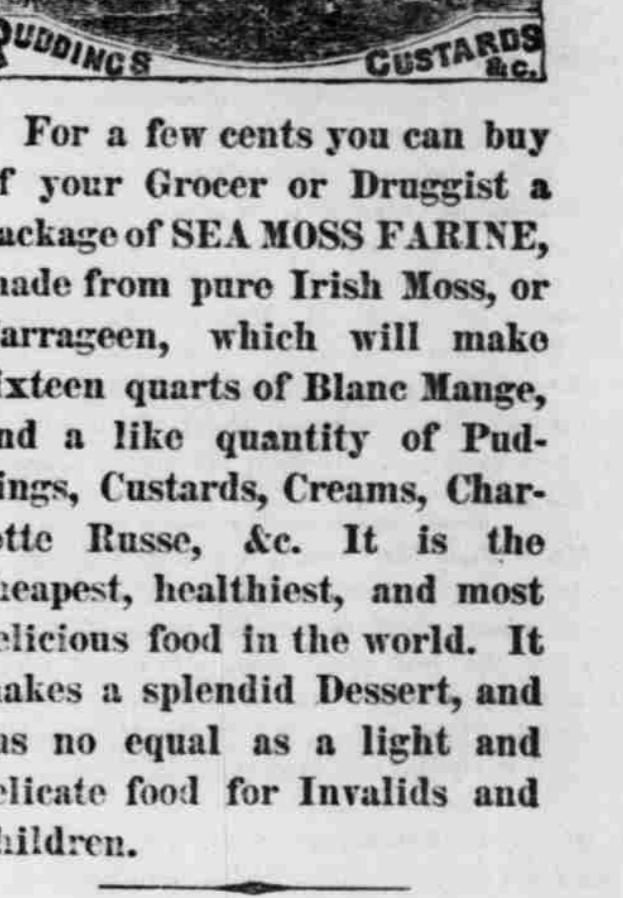 PUDDINGS CUSTARDS
&c.
For a few cents you can buy
f your Grocer or Druggist a
ackage of SEA MOSS FARINE,
nade from pure Irish Moss, or
arrageen, which will make
ixteen quarts of Blanc Mange,
nd a like quantity of Pud-
ings, Custards, Creams, Char-
otte Russe, &c. It is the
heapest, healthiest, and most
elicious food in the world. It
nakes a splendid Dessert, and
as no equal as a light and
elicate food for Invalids and
hildren.